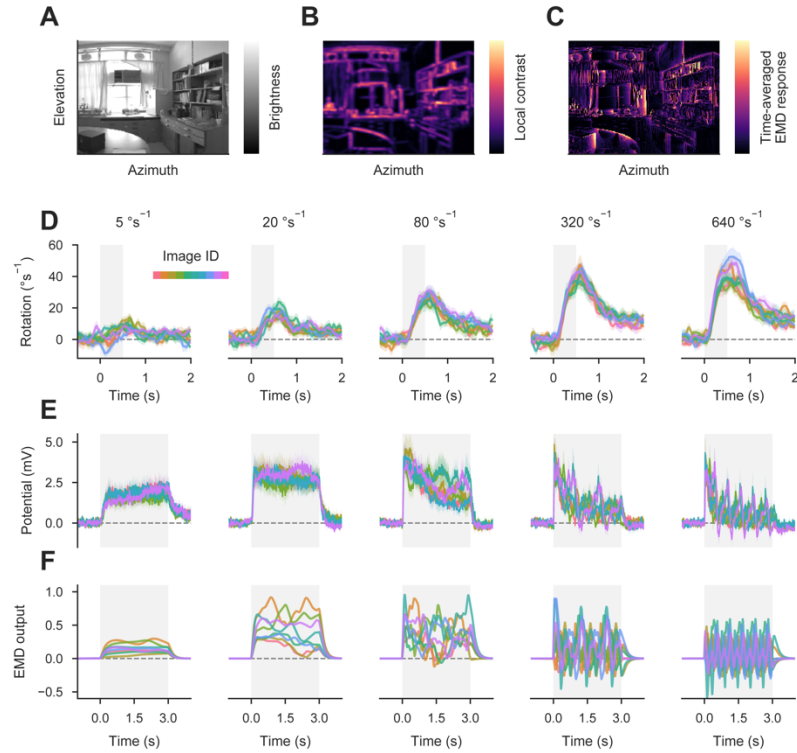 A
B
C
Elevation
Azimuth
Brightness
Azimuth
Local contrast
Azimuth
Time-averaged
EMD response
D
5 °s⁻¹
20 °s⁻¹
80 °s⁻¹
320 °s⁻¹
640 °s⁻¹
Image ID
Rotation (°s⁻¹)
60
40
20
0
0 1 2
0 1 2
0 1 2
0 1 2
0 1 2
Time (s)
Time (s)
Time (s)
Time (s)
Time (s)
E
Potential (mV)
5.0
2.5
0.0
F
EMD output
1.0
0.5
0.0
−0.5
0.0 1.5 3.0
0.0 1.5 3.0
0.0 1.5 3.0
0.0 1.5 3.0
0.0 1.5 3.0
Time (s)
Time (s)
Time (s)
Time (s)
Time (s)